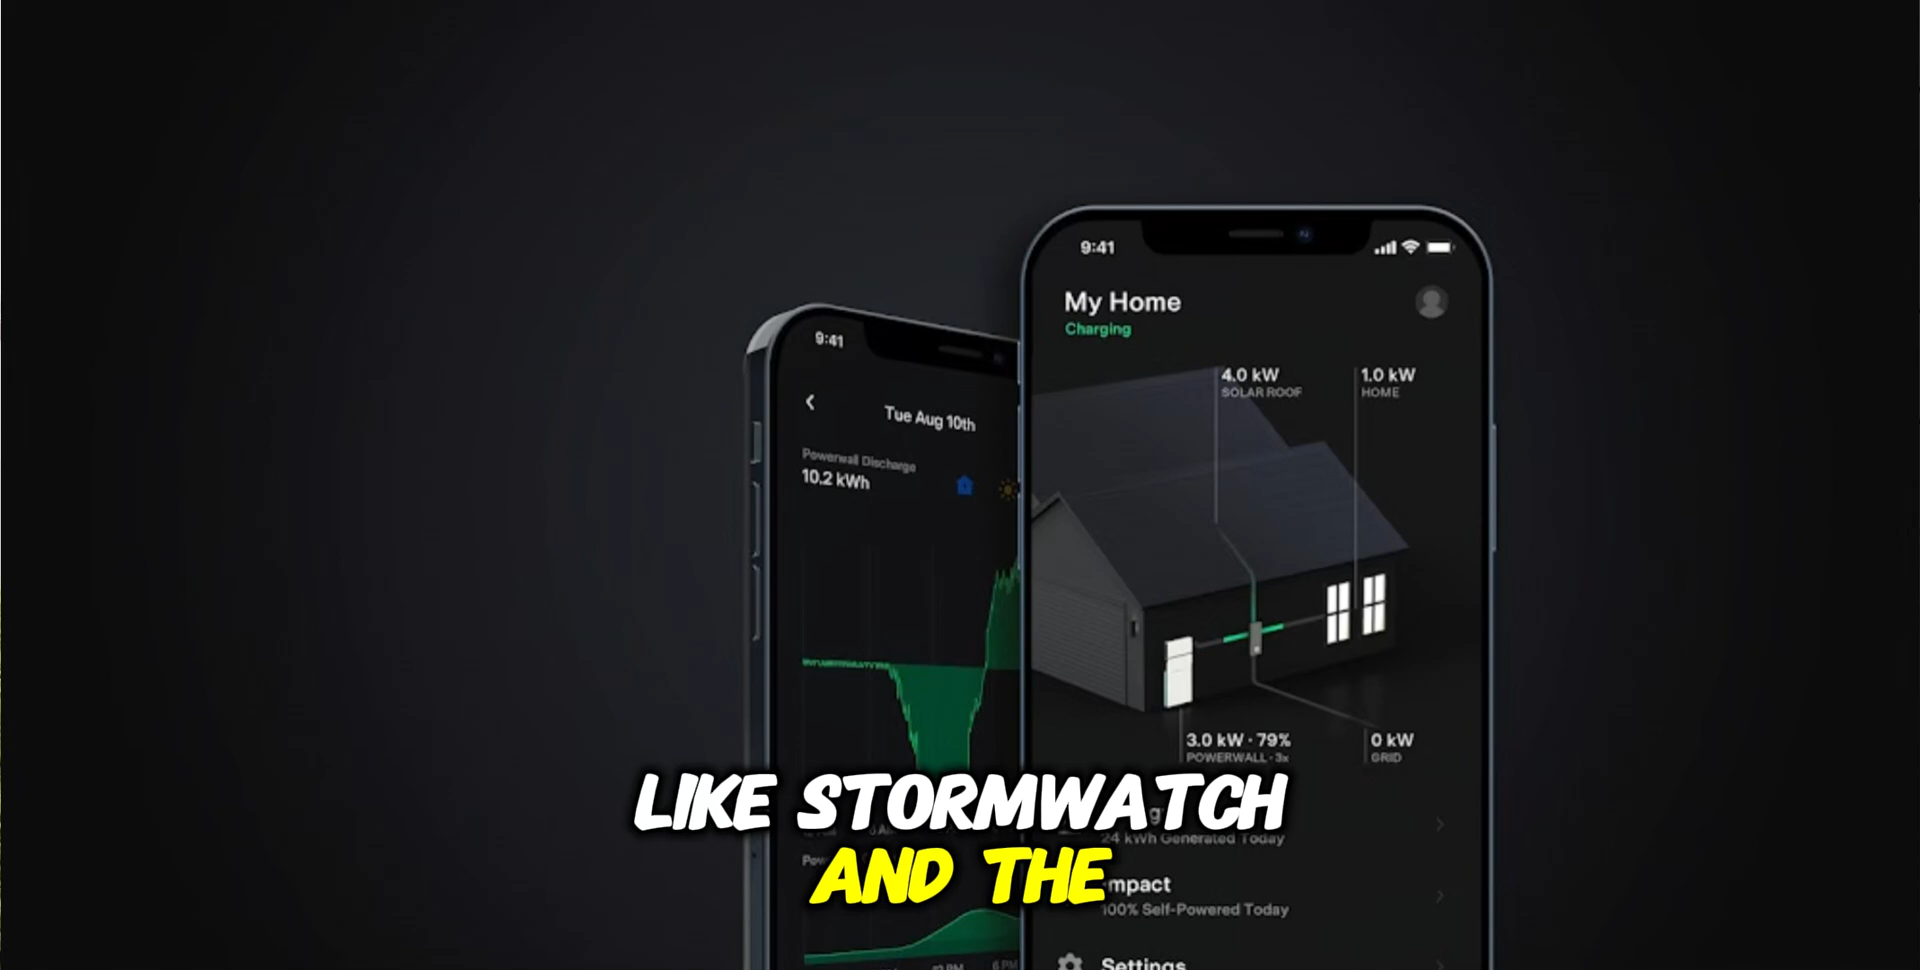 9:41
Tue Aug 10th
Powerwall Discharge
10.2 kWh
9:41
My Home
Charging
4.0 kW
SOLAR ROOF
1.0 kW
HOME
3.0 kW · 79%
POWERWALL · 3x
0 kW
GRID
24 kWh Generated Today
mpact
100% Self-Powered Today
Settings
6 PM
LIKE STORMWATCH
AND THE